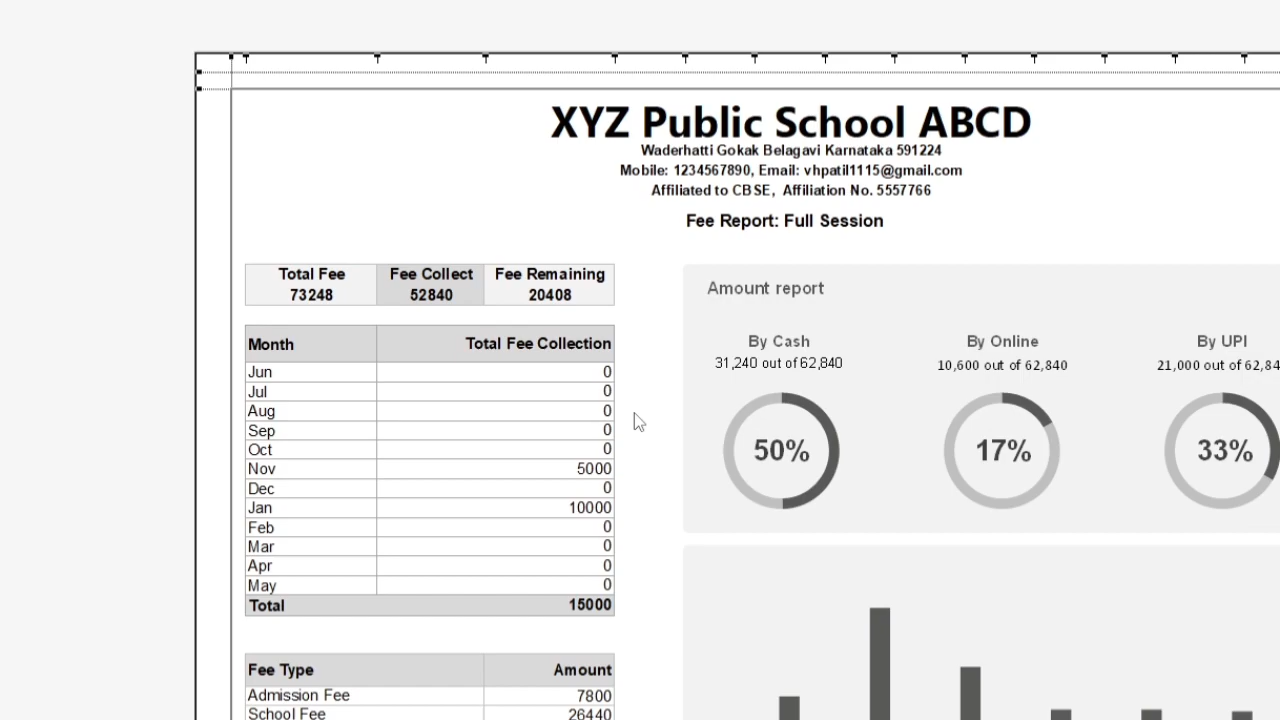 XYZ Public School ABCD
Waderhatti Gokak Belagavi Karnataka 591224
Mobile: 1234567890, Email: vhpatil1115@gmail.com
Affiliated to CBSE, Affiliation No. 5557766
Fee Report: Full Session
Total Fee Fee Collect Fee Remaining
73248 52840 20408
Month Total Fee Collection
Jun 0
Jul 0
Aug 0
Sep 0
Oct 0
Nov 5000
Dec 0
Jan 10000
Feb 0
Mar 0
Apr 0
May 0
Total 15000
Fee Type Amount
Admission Fee 7800
School Fee 26440
Amount report
By Cash By Online By UPI
31,240 out of 62,840 10,600 out of 62,840 21,000 out of 62,84
50% 17% 33%